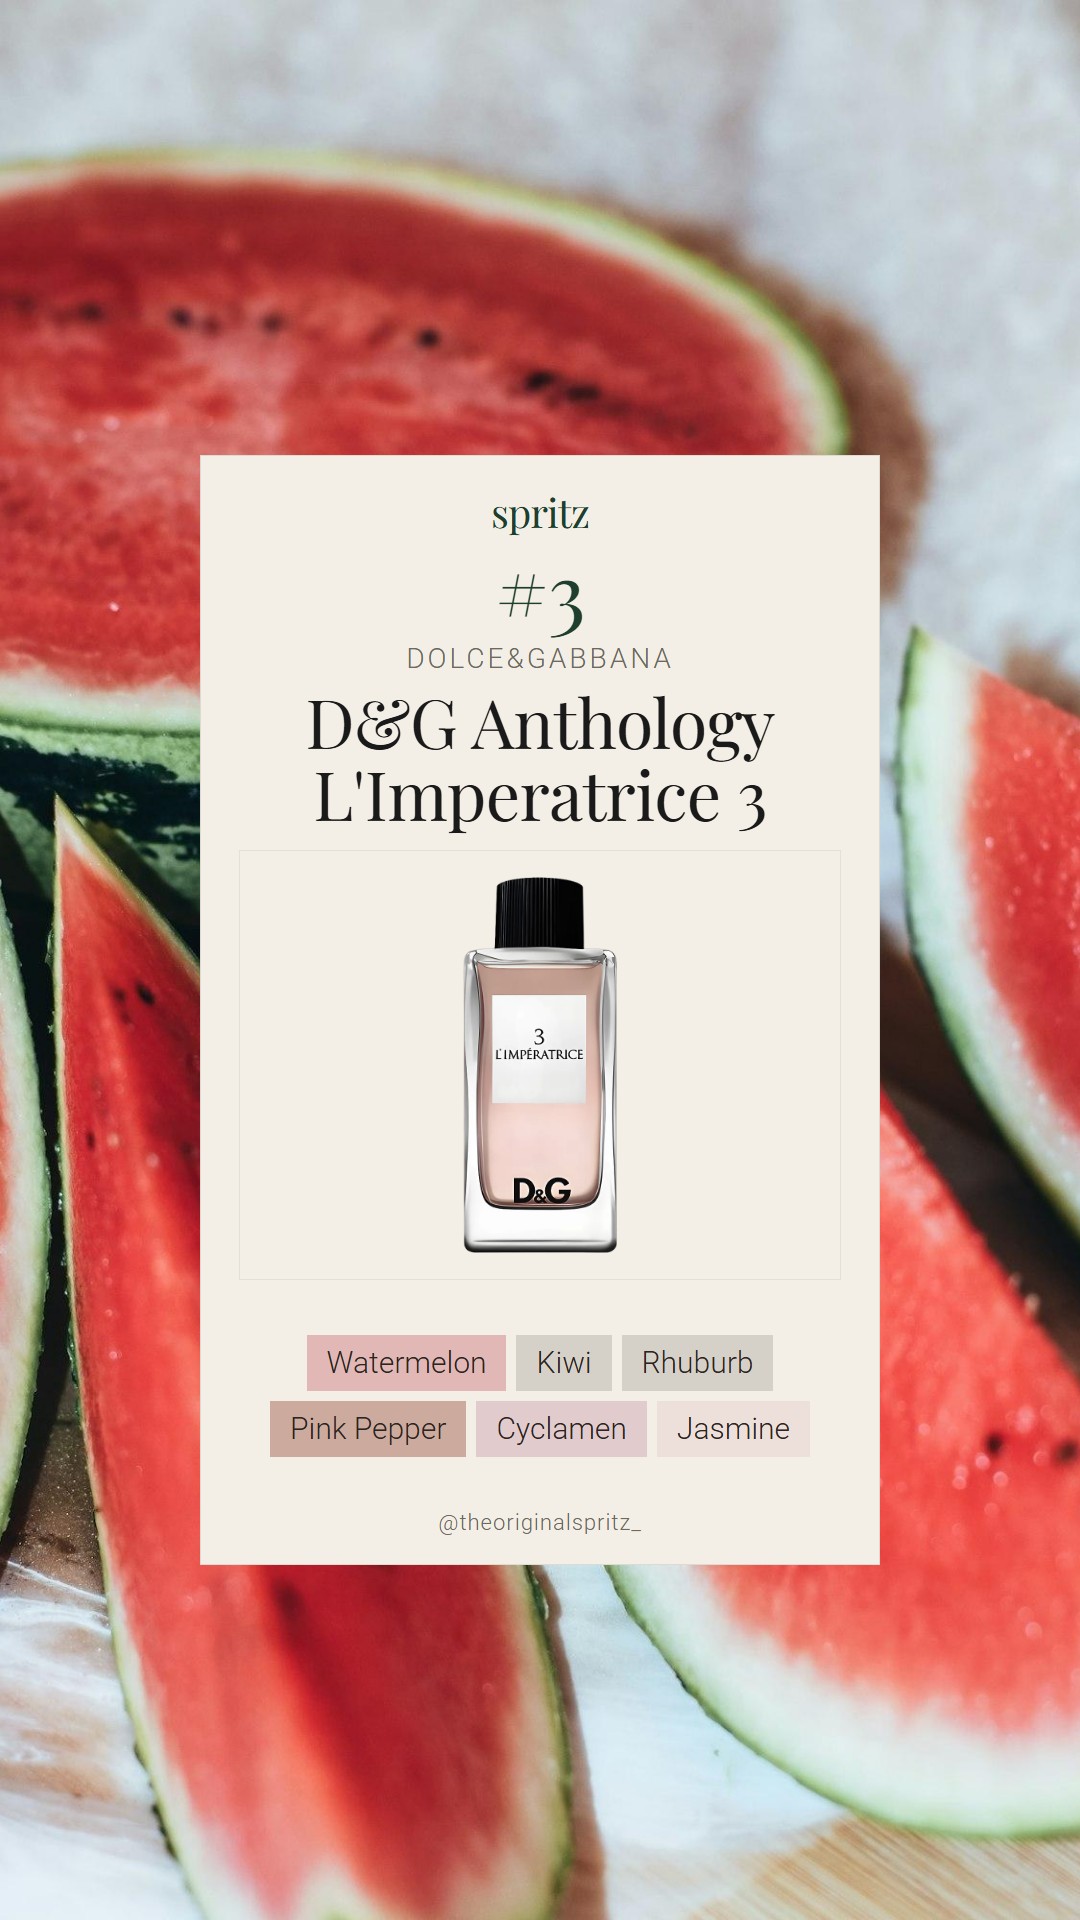 spritz
#3
DOLCE&GABBANA
D&G Anthology
L'Imperatrice 3
3
L'IMPÉRATRICE
D&G
Watermelon Kiwi Rhuburb
Pink Pepper Cyclamen Jasmine
@theoriginalspritz_